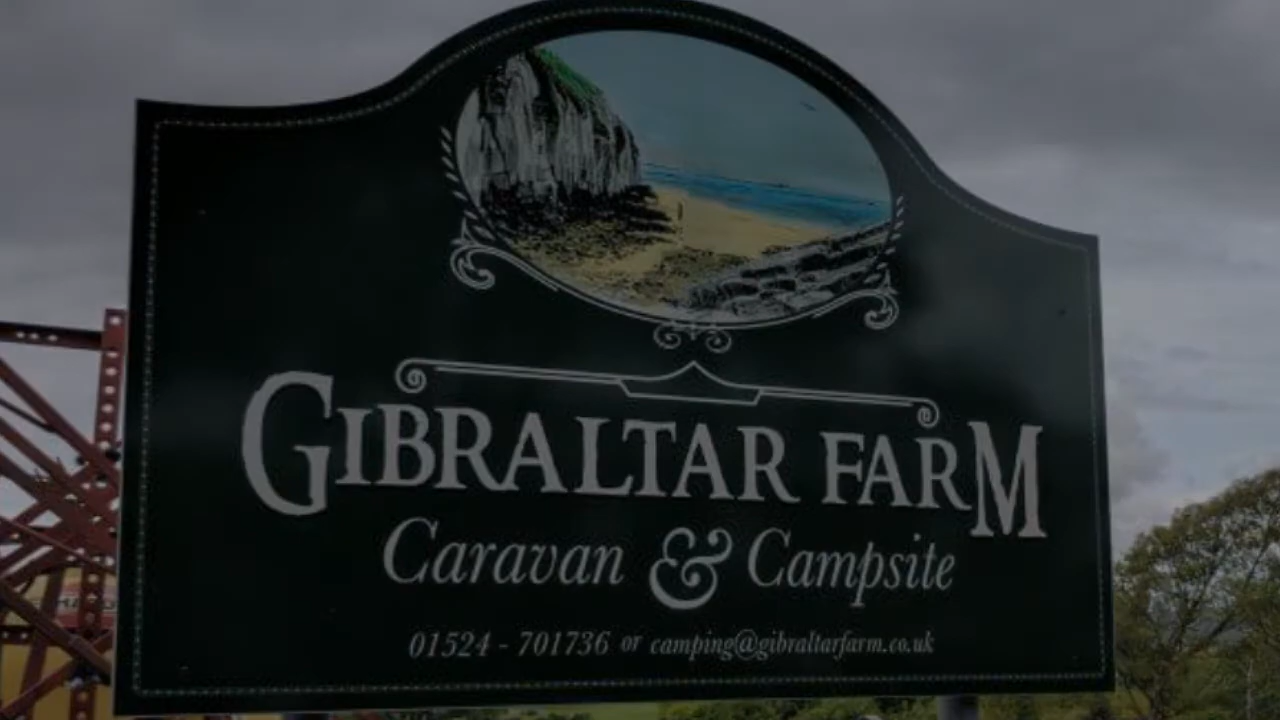 GIBRALTAR FARM
Caravan & Campsite
01524 - 701736 or camping@gibraltarfarm.co.uk